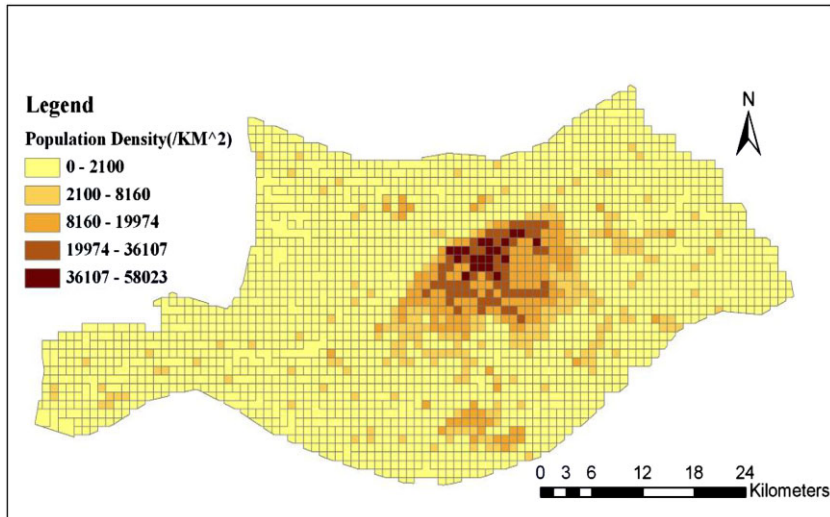 Legend
Population Density(/KM^2)
0 - 2100
2100 - 8160
8160 - 19974
19974 - 36107
36107 - 58023
N
0 3 6 12 18 24
Kilometers